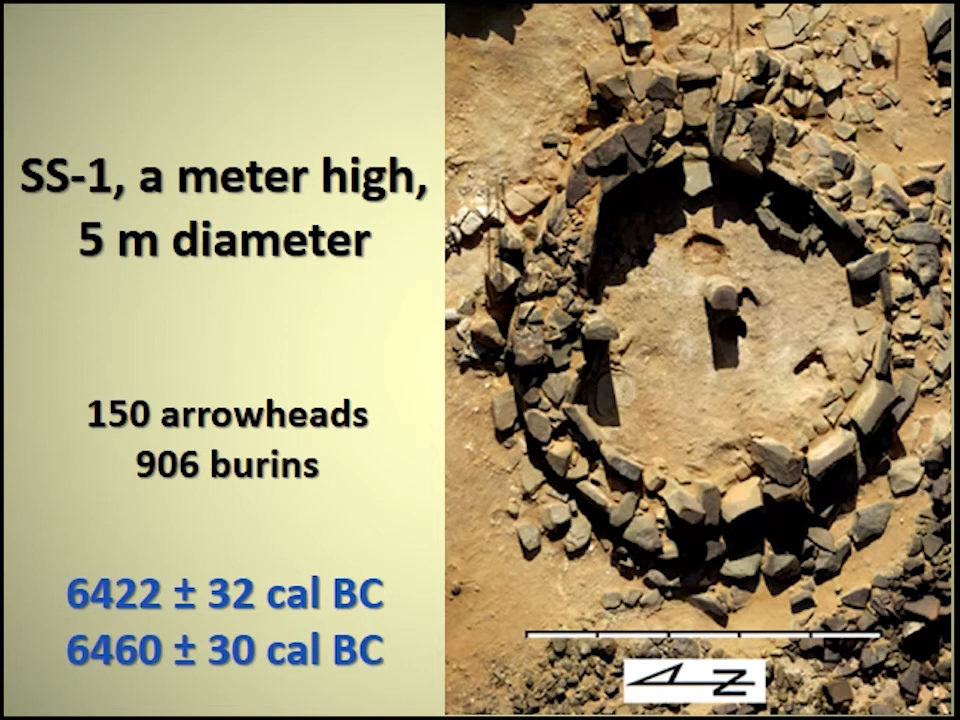 SS-1, a meter high,
5 m diameter
150 arrowheads
906 burins
6422 ± 32 cal BC
6460 ± 30 cal BC
N